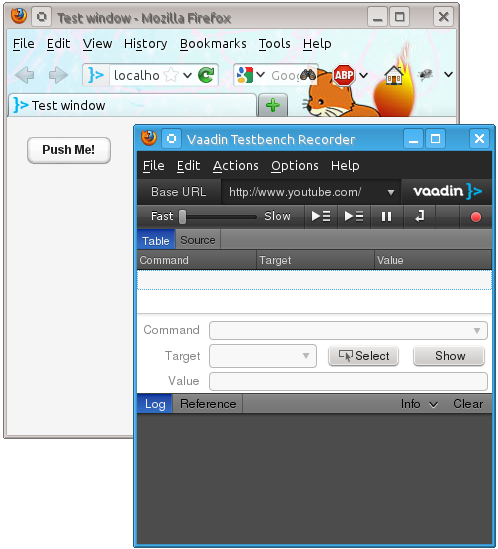 Test window - Mozilla Firefox
File Edit View History Bookmarks Tools Help
localho Goog ABP
Test window
Push Me!
Vaadin Testbench Recorder
File Edit Actions Options Help
Base URL http://www.youtube.com/ vaadin }>
Fast Slow
Table Source
Command Target Value
Command
Target Select Show
Value
Log Reference Info Clear